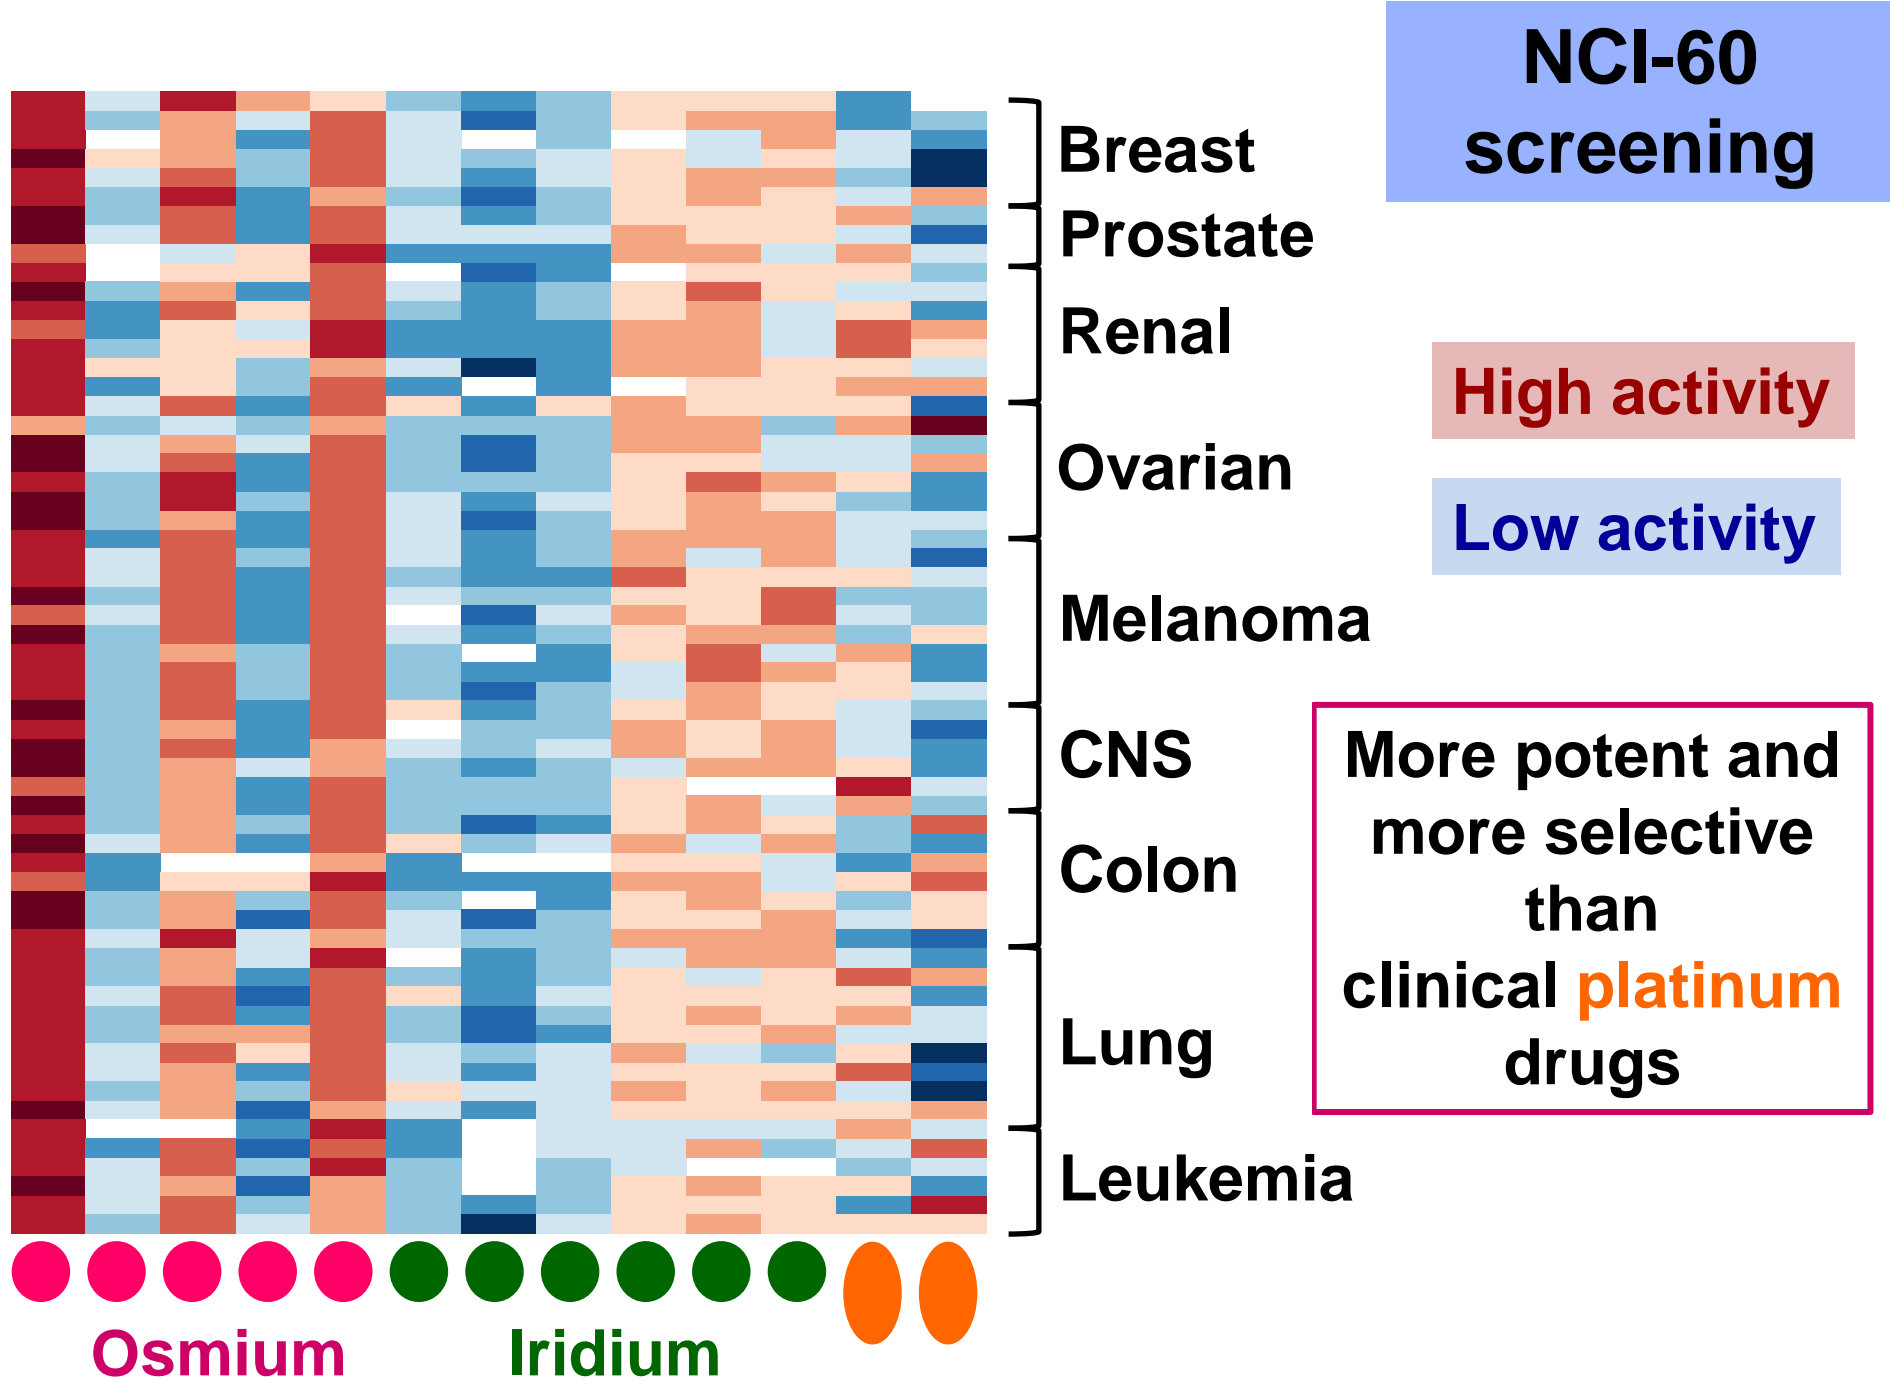 NCI-60
screening
Breast
Prostate
Renal
Ovarian
Melanoma
CNS
Colon
Lung
Leukemia
High activity
Low activity
More potent and
more selective
than
clinical platinum
drugs
Osmium
Iridium